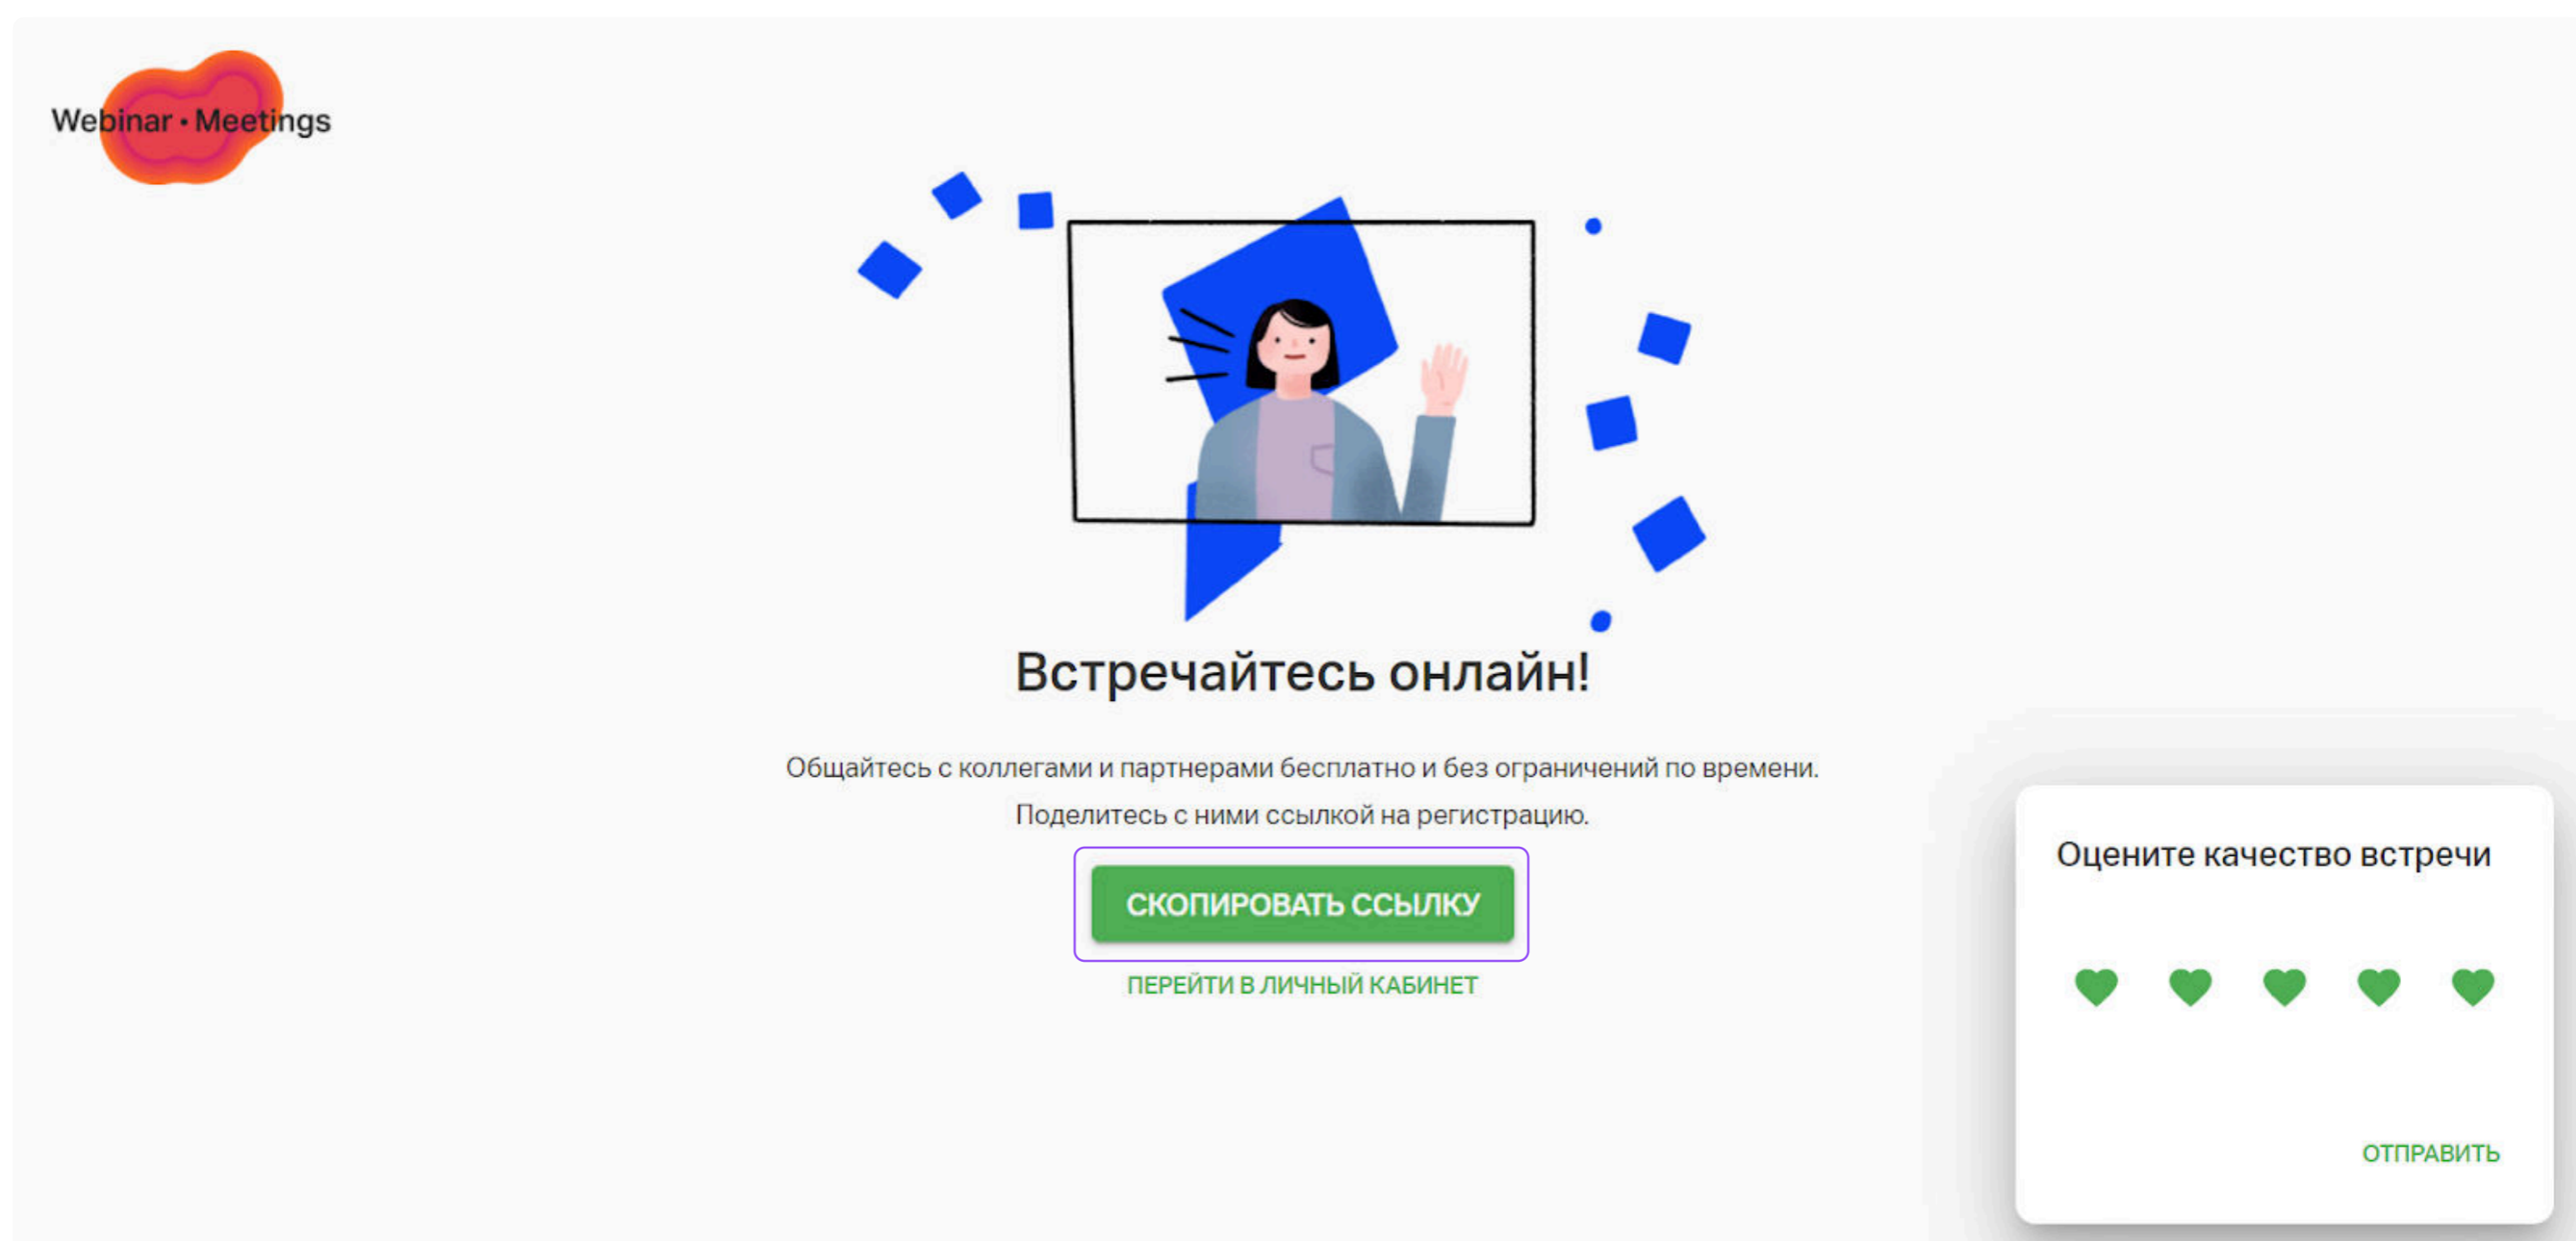 Webinar • Meetings
Встречайтесь онлайн!
Общайтесь с коллегами и партнерами бесплатно и без ограничений по времени.
Поделитесь с ними ссылкой на регистрацию.
СКОПИРОВАТЬ ССЫЛКУ
ПЕРЕЙТИ В ЛИЧНЫЙ КАБИНЕТ
Оцените качество встречи
ОТПРАВИТЬ